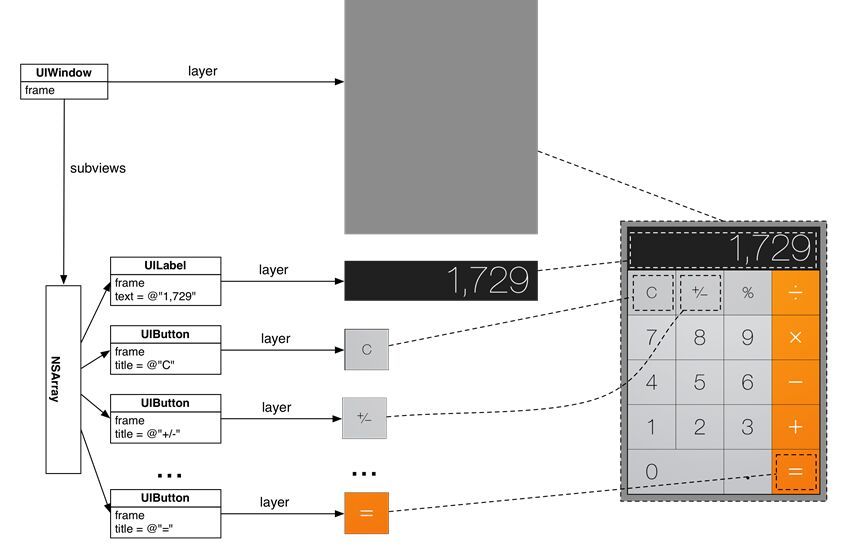 UIWindow
frame
layer
subviews
NSArray
UILabel
frame
text = @"1,729"
layer
1,729
UIButton
frame
title = @"C"
layer
C
UIButton
frame
title = @"+/-"
layer
+/−
...
...
UIButton
frame
title = @"="
layer
=
1,729
C +/− % ÷
7 8 9 ×
4 5 6 −
1 2 3 +
0 . =